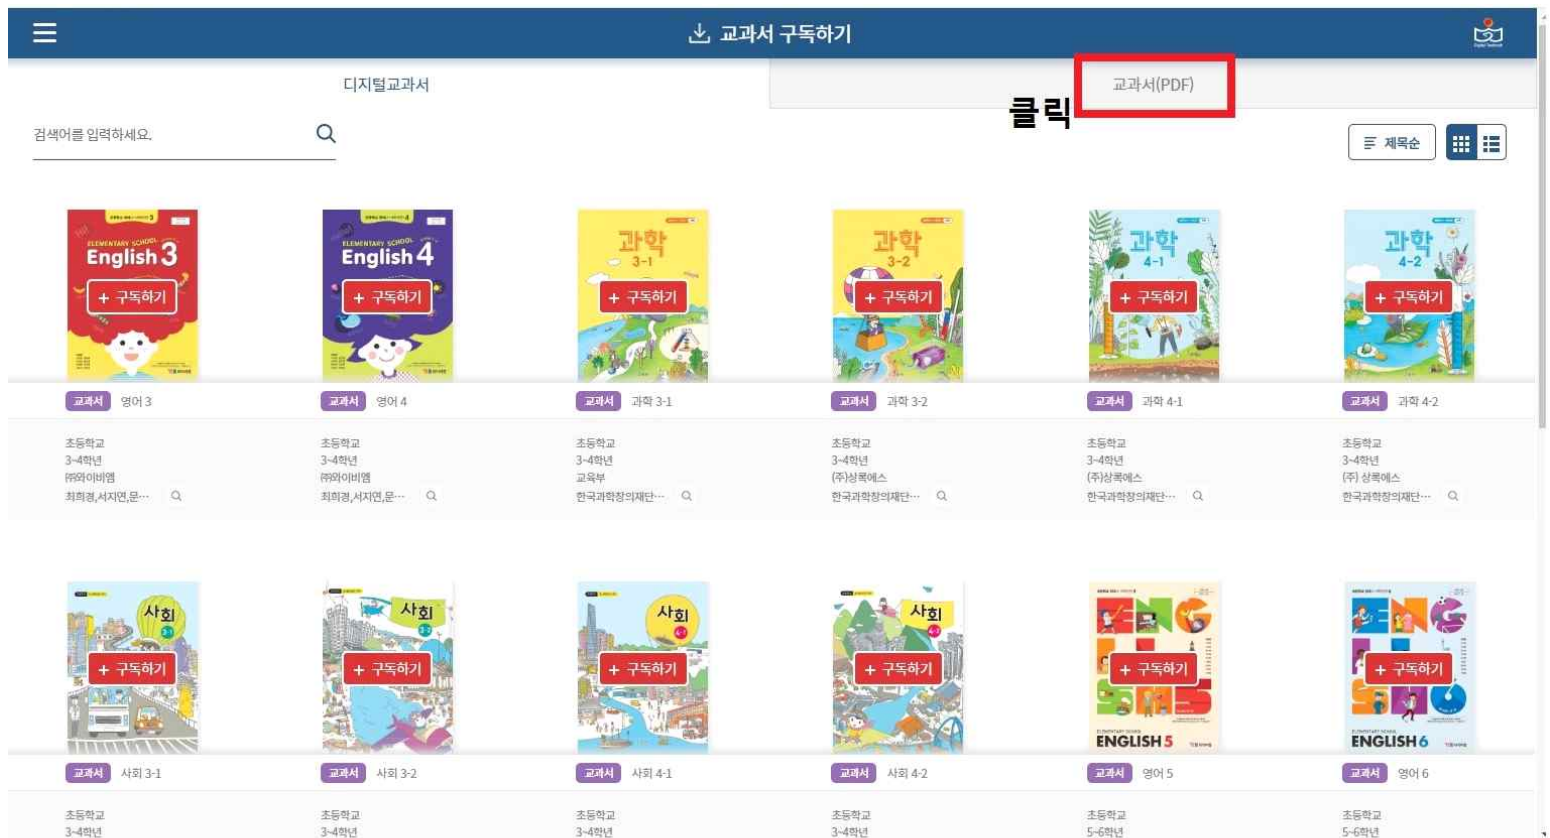 교과서 구독하기
디지털교과서
교과서(PDF)
클릭
검색어를 입력하세요.
제목순
ELEMENTARY SCHOOL
English 3
+ 구독하기
ELEMENTARY SCHOOL
English 4
+ 구독하기
과학
3-1
+ 구독하기
과학
3-2
+ 구독하기
과학
4-1
+ 구독하기
과학
4-2
+ 구독하기
교과서 영어 3
교과서 영어 4
교과서 과학 3-1
교과서 과학 3-2
교과서 과학 4-1
교과서 과학 4-2
초등학교
3~4학년
㈜와이비엠
최희경,서지연,문…
초등학교
3~4학년
㈜와이비엠
최희경,서지연,문…
초등학교
3~4학년
교육부
한국과학창의재단…
초등학교
3~4학년
(주)상록에스
한국과학창의재단…
초등학교
3~4학년
(주)상록에스
한국과학창의재단…
초등학교
3~4학년
(주) 상록에스
한국과학창의재단…
사회
3-1
+ 구독하기
사회
3-2
+ 구독하기
사회
4-1
+ 구독하기
사회
+ 구독하기
ENG
+ 구독하기
ENGLISH 5
ENG
+ 구독하기
ENGLISH 6
교과서 사회 3-1
교과서 사회 3-2
교과서 사회 4-1
교과서 사회 4-2
교과서 영어 5
교과서 영어 6
초등학교
3~4학년
초등학교
3~4학년
초등학교
3~4학년
초등학교
3~4학년
초등학교
5~6학년
초등학교
5~6학년